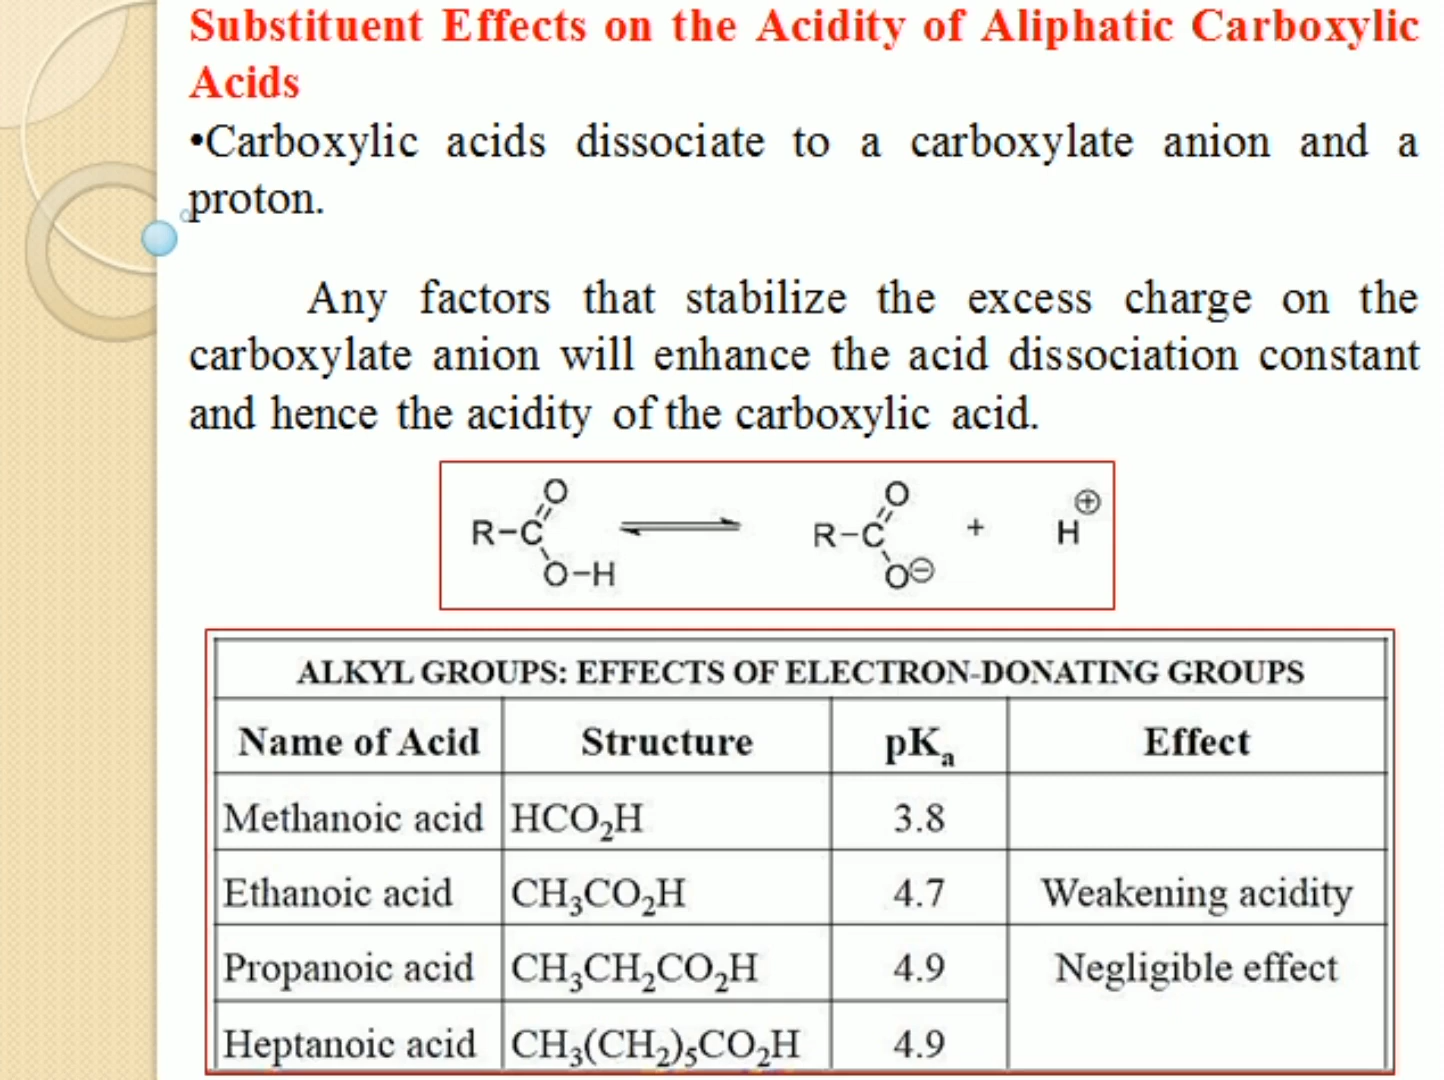 Substituent Effects on the Acidity of Aliphatic Carboxylic
Acids
•Carboxylic acids dissociate to a carboxylate anion and a
proton.
Any factors that stabilize the excess charge on the
carboxylate anion will enhance the acid dissociation constant
and hence the acidity of the carboxylic acid.
R–C O O–H ⇌ R–C O O⊖ + H⊕
ALKYL GROUPS: EFFECTS OF ELECTRON-DONATING GROUPS
Name of Acid Structure pKₐ Effect
Methanoic acid HCO₂H 3.8
Ethanoic acid CH₃CO₂H 4.7 Weakening acidity
Propanoic acid CH₃CH₂CO₂H 4.9 Negligible effect
Heptanoic acid CH₃(CH₂)₅CO₂H 4.9